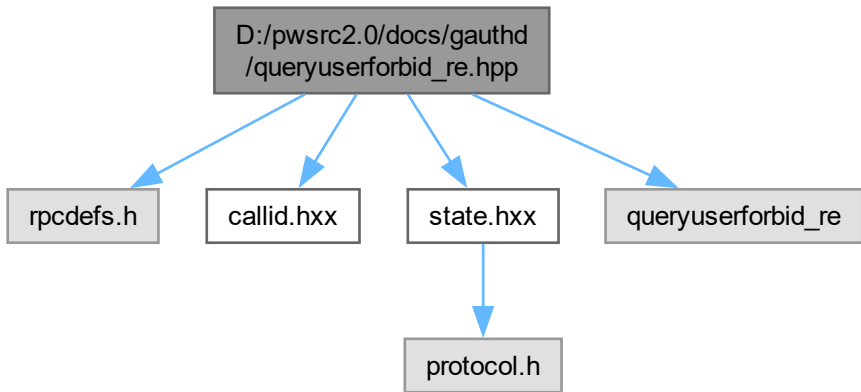 D:/pwsrc2.0/docs/gauthd
/queryuserforbid_re.hpp
rpcdefs.h
callid.hxx
state.hxx
queryuserforbid_re
protocol.h